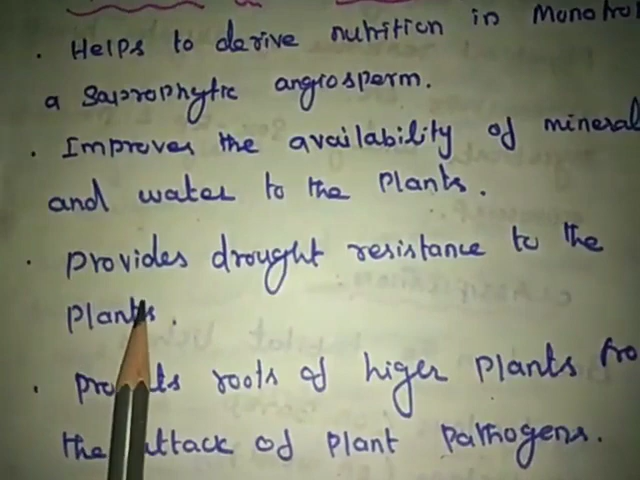 • Helps to derive nutrition in Monotro
a saprophytic angiosperm.
• Improves the availability of mineral
and water to the Plants.
• provides drought resistance to the
Plants.
• roots of higer plants fro
the attack of plant pathogens.